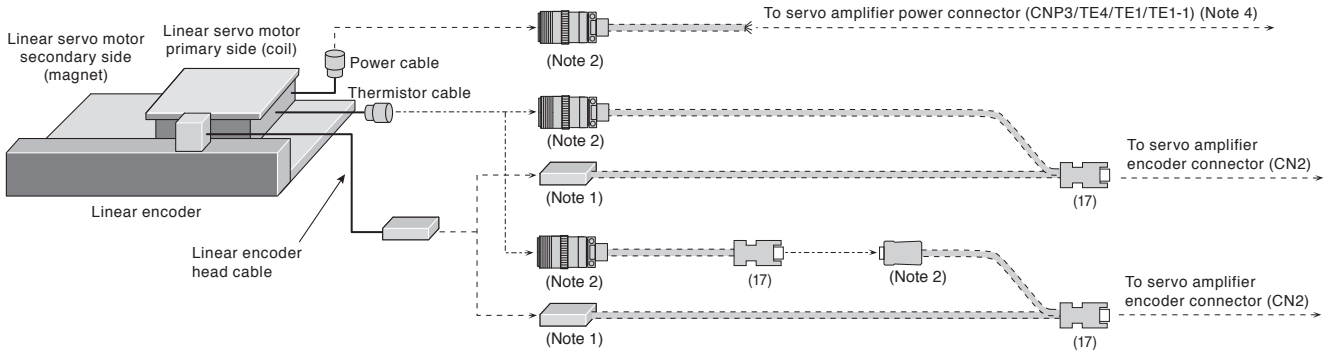 To servo amplifier power connector (CNP3/TE4/TE1/TE1-1) (Note 4)
Linear servo motor
secondary side
(magnet)
Linear servo motor
primary side (coil)
Power cable
(Note 2)
Thermistor cable
(Note 2)
To servo amplifier
encoder connector (CN2)
(Note 1)
(17)
Linear encoder
Linear encoder
head cable
(Note 2)
(17)
(Note 2)
To servo amplifier
encoder connector (CN2)
(Note 1)
(17)